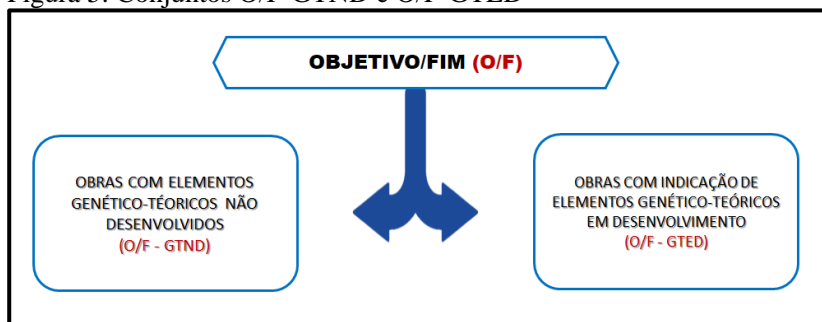 Figura Conjuntos O/F GTND e O/F GTED
OBJETIVO/FIM (O/F)
OBRAS COM ELEMENTOS
GENÉTICO-TÉORICOS NÃO
DESENVOLVIDOS
(O/F - GTND)
OBRAS COM INDICAÇÃO DE
ELEMENTOS GENÉTICO-TEÓRICOS
EM DESENVOLVIMENTO
(O/F - GTED)